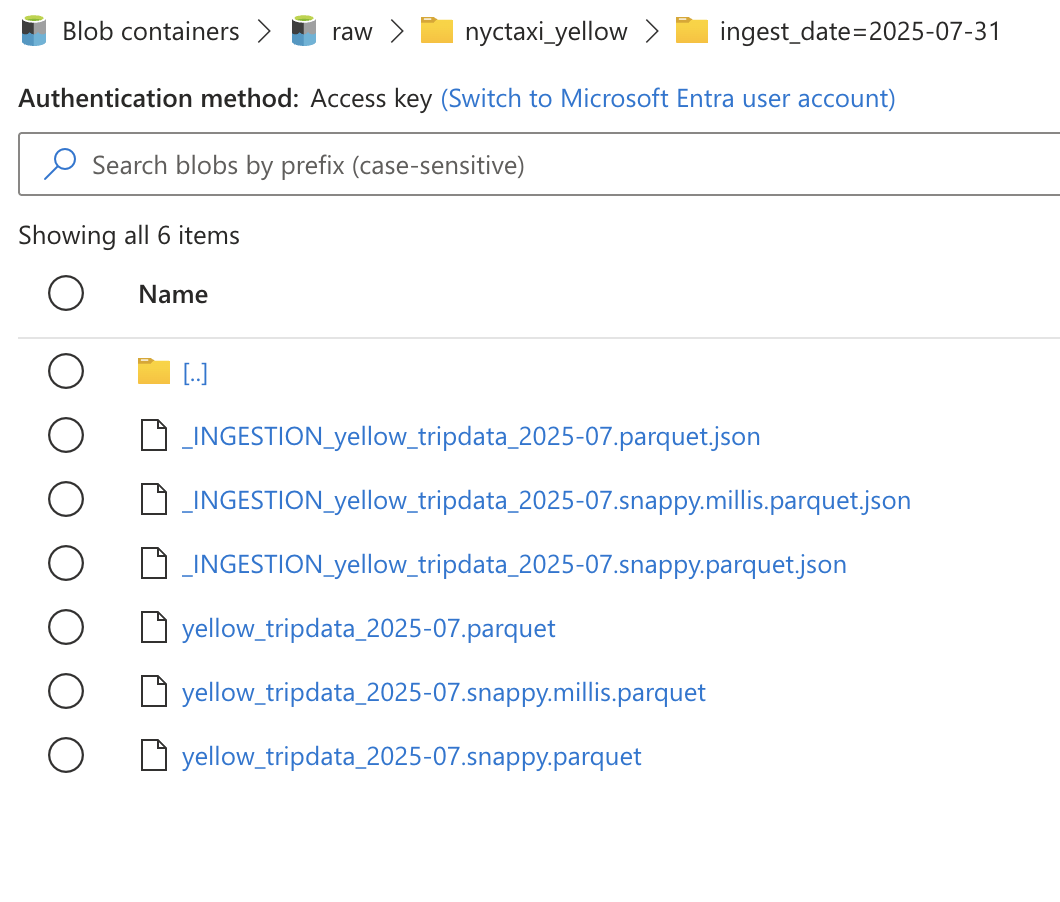 Blob containers > raw > nyctaxi_yellow > ingest_date=2025-07-31
Authentication method: Access key (Switch to Microsoft Entra user account)
Search blobs by prefix (case-sensitive)
Showing all 6 items
Name
[..]
_INGESTION_yellow_tripdata_2025-07.parquet.json
_INGESTION_yellow_tripdata_2025-07.snappy.millis.parquet.json
_INGESTION_yellow_tripdata_2025-07.snappy.parquet.json
yellow_tripdata_2025-07.parquet
yellow_tripdata_2025-07.snappy.millis.parquet
yellow_tripdata_2025-07.snappy.parquet